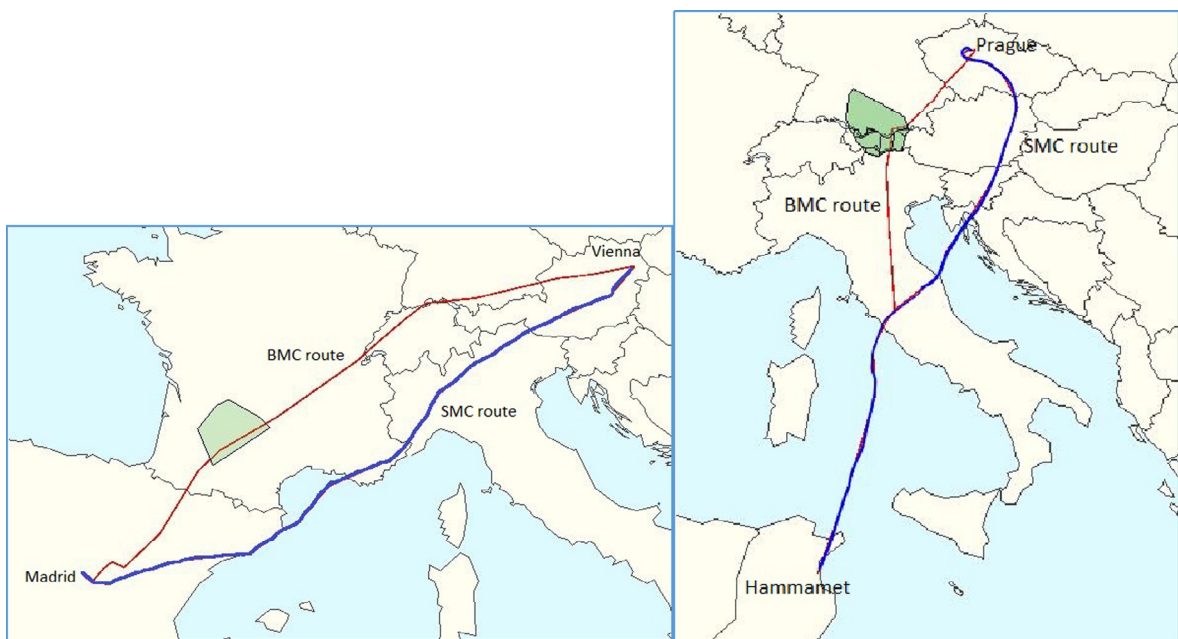 Vienna
BMC route
SMC route
Madrid
Prague
SMC route
BMC route
Hammamet